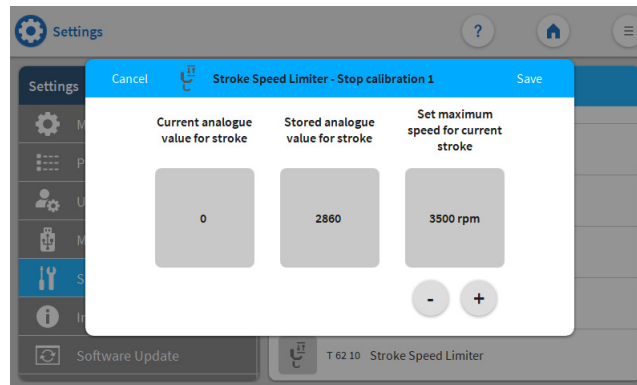 Settings
?
Settings
Cancel
Stroke Speed Limiter - Stop calibration 1
Save
Current analogue
value for stroke
Stored analogue
value for stroke
Set maximum
speed for current
stroke
0
2860
3500 rpm
-
+
M
P
U
M
S
Software Update
T 62 10 Stroke Speed Limiter